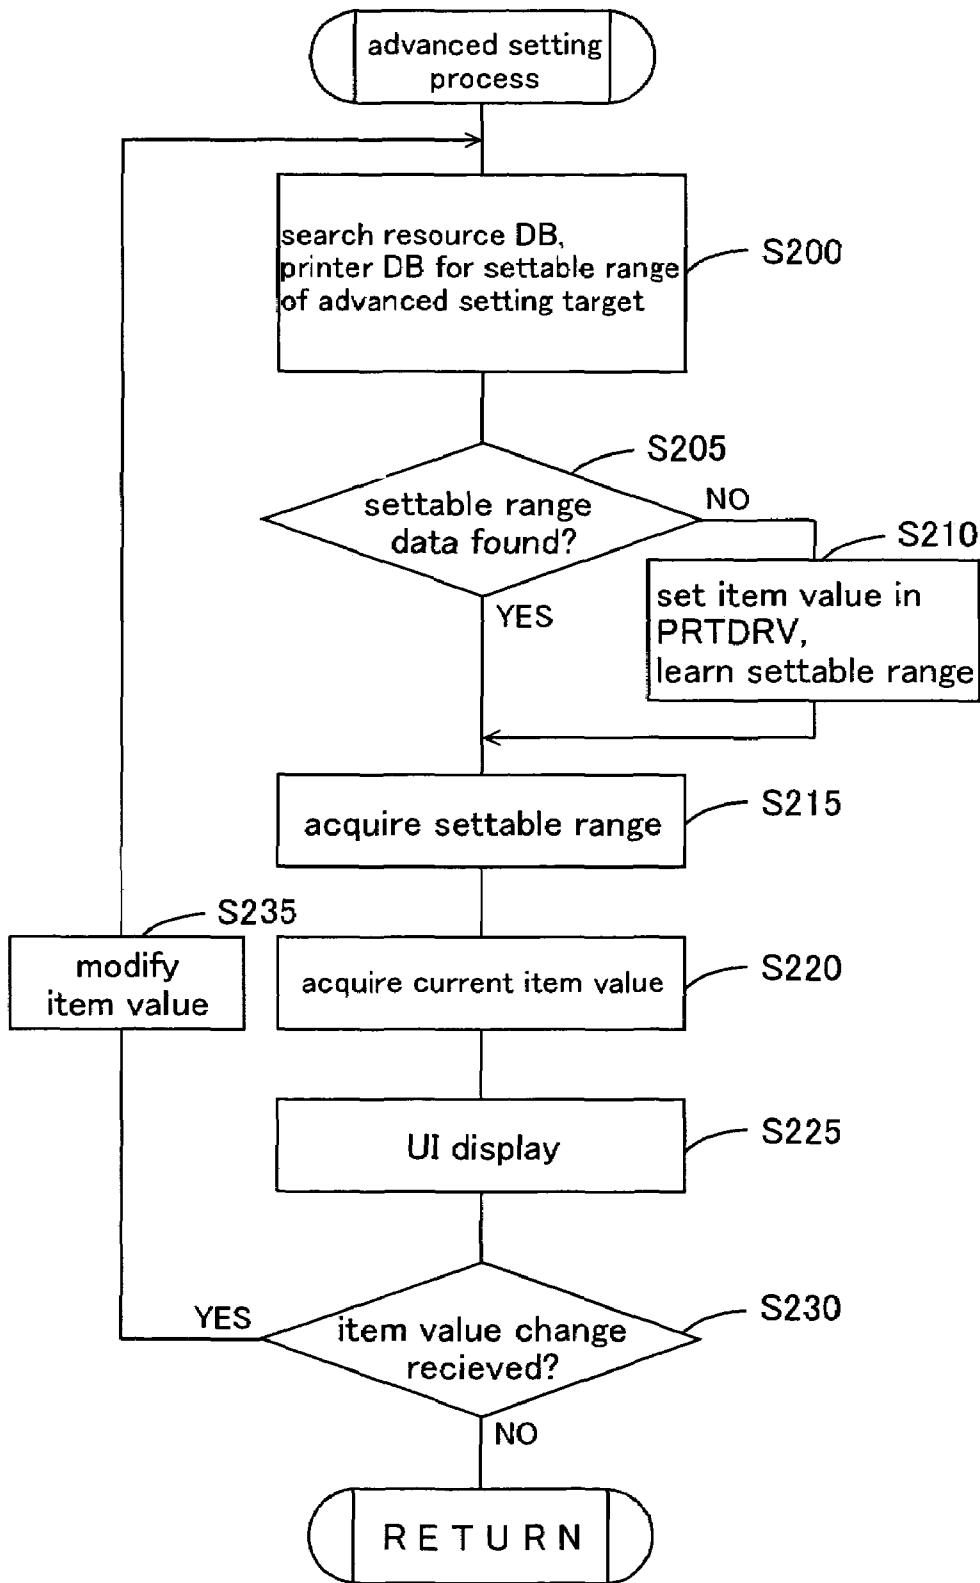 advanced setting
process
search resource DB,
printer DB for settable range
of advanced setting target
S200
S205
settable range
data found?
NO
YES
S210
set item value in
PRTDRV,
learn settable range
acquire settable range
S215
S235
modify
item value
acquire current item value
S220
UI display
S225
YES
item value change
recieved?
S230
NO
RETURN